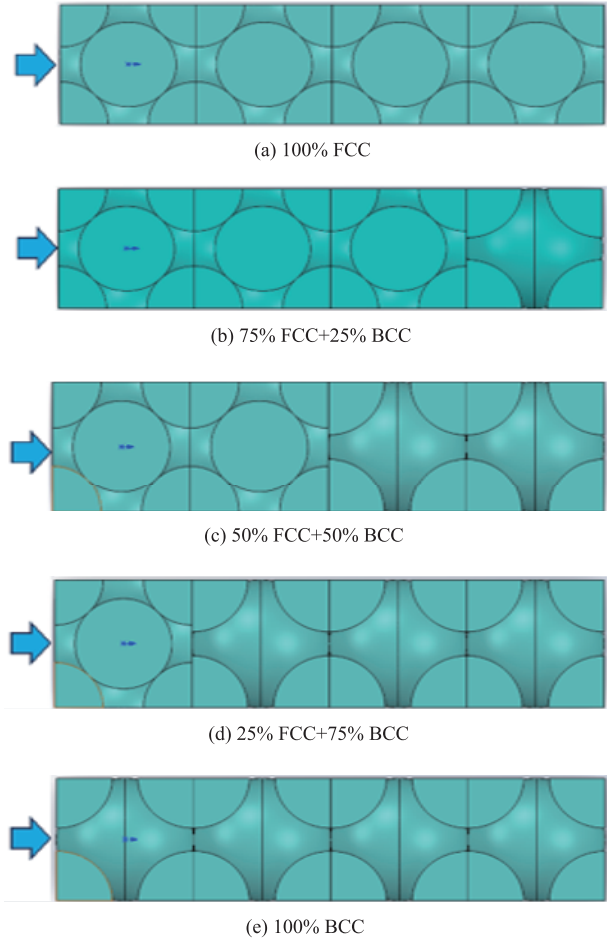 (a) 100% FCC
(b) 75% FCC+25% BCC
(c) 50% FCC+50% BCC
(d) 25% FCC+75% BCC
(e) 100% BCC